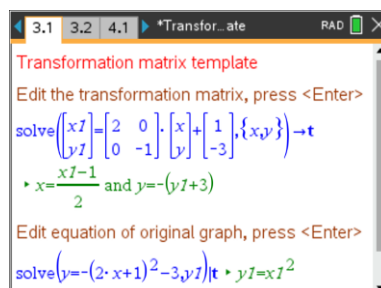 3.1 3.2 4.1 *Transfor…ate RAD
Transformation matrix template
Edit the transformation matrix, press <Enter>
solve([x1; y1]=[2 0; 0 -1]·[x; y]+[1; -3],{x,y})→t
▸ x=(x1-1)/2 and y=-(y1+3)
Edit equation of original graph, press <Enter>
solve(y=-(2·x+1)²-3,y1)|t ▸ y1=x1²